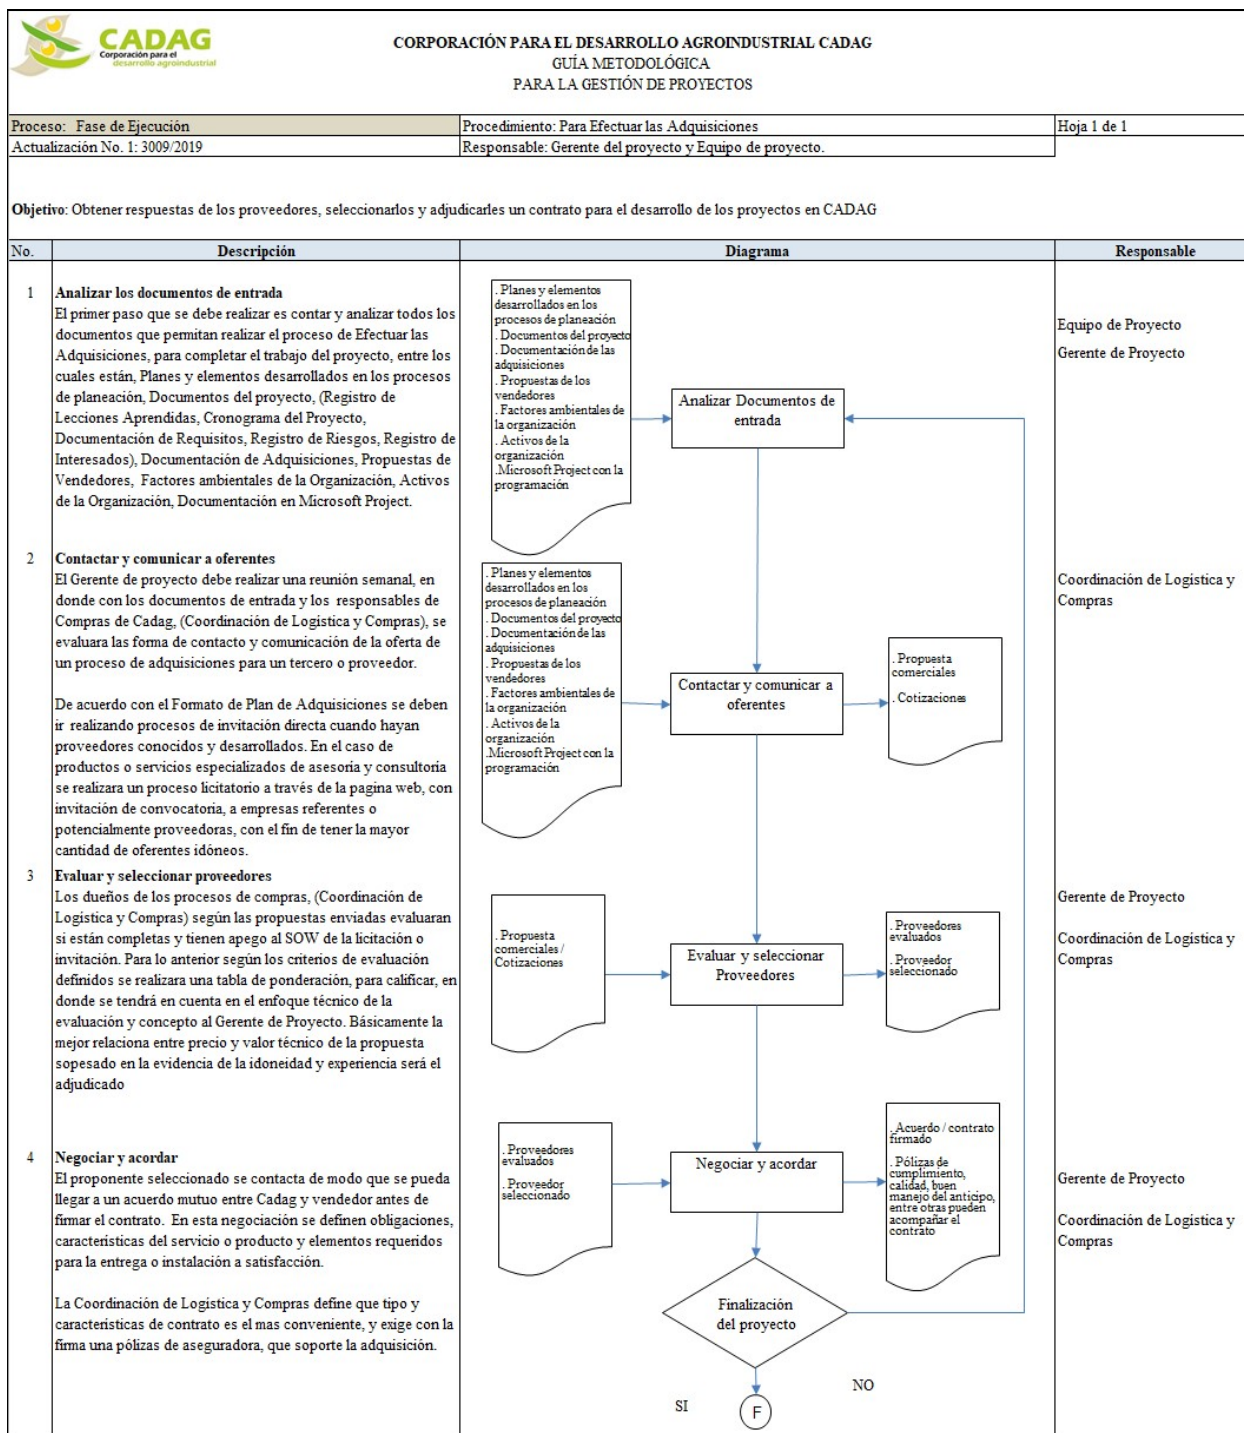 CADAG
Corporación para el
desarrollo agroindustrial
CORPORACIÓN PARA EL DESARROLLO AGROINDUSTRIAL CADAG
GUÍA METODOLÓGICA
PARA LA GESTIÓN DE PROYECTOS
Proceso: Fase de Ejecución
Procedimiento: Para Efectuar las Adquisiciones
Hoja 1 de 1
Actualización No. 1: 3009/2019
Responsable: Gerente del proyecto y Equipo de proyecto.
Objetivo: Obtener respuestas de los proveedores, seleccionarlos y adjudicarles un contrato para el desarrollo de los proyectos en CADAG
No.
Descripción
Diagrama
Responsable
1
Analizar los documentos de entrada
El primer paso que se debe realizar es contar y analizar todos los
documentos que permitan realizar el proceso de Efectuar las
Adquisiciones, para completar el trabajo del proyecto, entre los
cuales están, Planes y elementos desarrollados en los procesos
de planeación, Documentos del proyecto, (Registro de
Lecciones Aprendidas, Cronograma del Proyecto,
Documentación de Requisitos, Registro de Riesgos, Registro de
Interesados), Documentación de Adquisiciones, Propuestas de
Vendedores, Factores ambientales de la Organización, Activos
de la Organización, Documentación en Microsoft Project.
. Planes y elementos
desarrollados en los
procesos de planeación
. Documentos del proyecto
. Documentación de las
adquisiciones
. Propuestas de los
vendedores
. Factores ambientales de
la organización
. Activos de la
organización
.Microsoft Project con la
programación
Analizar Documentos de
entrada
Equipo de Proyecto
Gerente de Proyecto
2
Contactar y comunicar a oferentes
El Gerente de proyecto debe realizar una reunión semanal, en
donde con los documentos de entrada y los responsables de
Compras de Cadag, (Coordinación de Logistica y Compras), se
evaluara las forma de contacto y comunicación de la oferta de
un proceso de adquisiciones para un tercero o proveedor.
De acuerdo con el Formato de Plan de Adquisiciones se deben
ir realizando procesos de invitación directa cuando hayan
proveedores conocidos y desarrollados. En el caso de
productos o servicios especializados de asesoria y consultoria
se realizara un proceso licitatorio a través de la pagina web, con
invitación de convocatoria, a empresas referentes o
potencialmente proveedoras, con el fin de tener la mayor
cantidad de oferentes idóneos.
. Planes y elementos
desarrollados en los
procesos de planeación
. Documentos del proyecto
. Documentación de las
adquisiciones
. Propuestas de los
vendedores
. Factores ambientales de
la organización
. Activos de la
organización
.Microsoft Project con la
programación
Contactar y comunicar a
oferentes
. Propuesta
comerciales
. Cotizaciones
Coordinación de Logistica y
Compras
3
Evaluar y seleccionar proveedores
Los dueños de los procesos de compras, (Coordinación de
Logistica y Compras) según las propuestas enviadas evaluaran
si están completas y tienen apego al SOW de la licitación o
invitación. Para lo anterior según los criterios de evaluación
definidos se realizara una tabla de ponderación, para calificar, en
donde se tendrá en cuenta en el enfoque técnico de la
evaluación y concepto al Gerente de Proyecto. Básicamente la
mejor relaciona entre precio y valor técnico de la propuesta
sopesado en la evidencia de la idoneidad y experiencia será el
adjudicado
. Propuesta
comerciales /
Cotizaciones
Evaluar y seleccionar
Proveedores
. Proveedores
evaluados
. Proveedor
seleccionado
Gerente de Proyecto
Coordinación de Logistica y
Compras
4
Negociar y acordar
El proponente seleccionado se contacta de modo que se pueda
llegar a un acuerdo mutuo entre Cadag y vendedor antes de
firmar el contrato. En esta negociación se definen obligaciones,
características del servicio o producto y elementos requeridos
para la entrega o instalación a satisfacción.
La Coordinación de Logistica y Compras define que tipo y
características de contrato es el mas conveniente, y exige con la
firma una pólizas de aseguradora, que soporte la adquisición.
. Proveedores
evaluados
. Proveedor
seleccionado
Negociar y acordar
. Acuerdo / contrato
firmado
. Pólizas de
cumplimiento,
calidad, buen
manejo del anticipo,
entre otras pueden
acompañar el
contrato
Gerente de Proyecto
Coordinación de Logistica y
Compras
Finalización
del proyecto
NO
SI
F